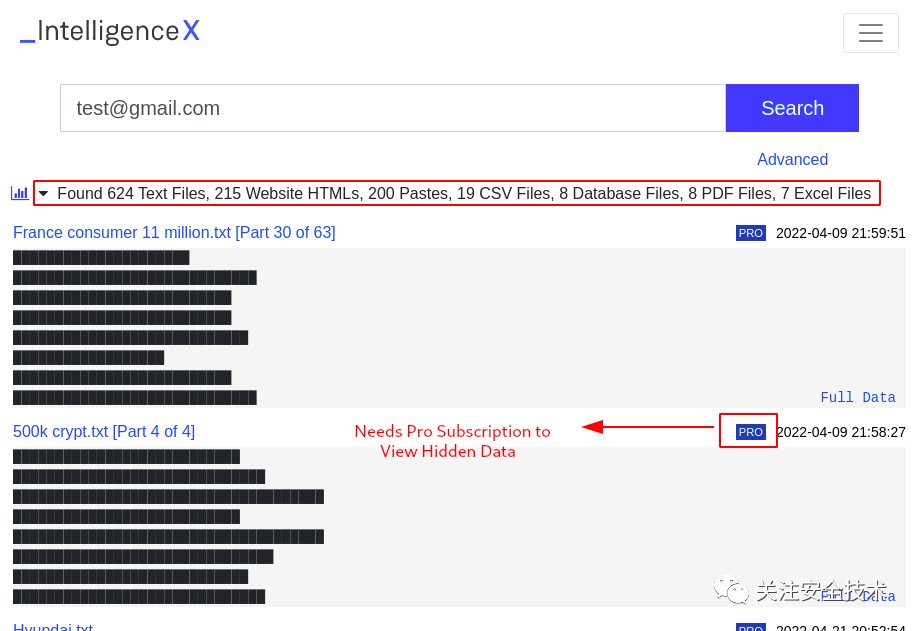 _IntelligenceX
test@gmail.com
Search
Advanced
Found 624 Text Files, 215 Website HTMLs, 200 Pastes, 19 CSV Files, 8 Database Files, 8 PDF Files, 7 Excel Files
France consumer 11 million.txt [Part 30 of 63]
PRO 2022-04-09 21:59:51
Full Data
500k crypt.txt [Part 4 of 4]
PRO 2022-04-09 21:58:27
Needs Pro Subscription to
View Hidden Data
关注安全技术
Full Data
Hyundai.txt
PRO 2022-04-21 20:52:54